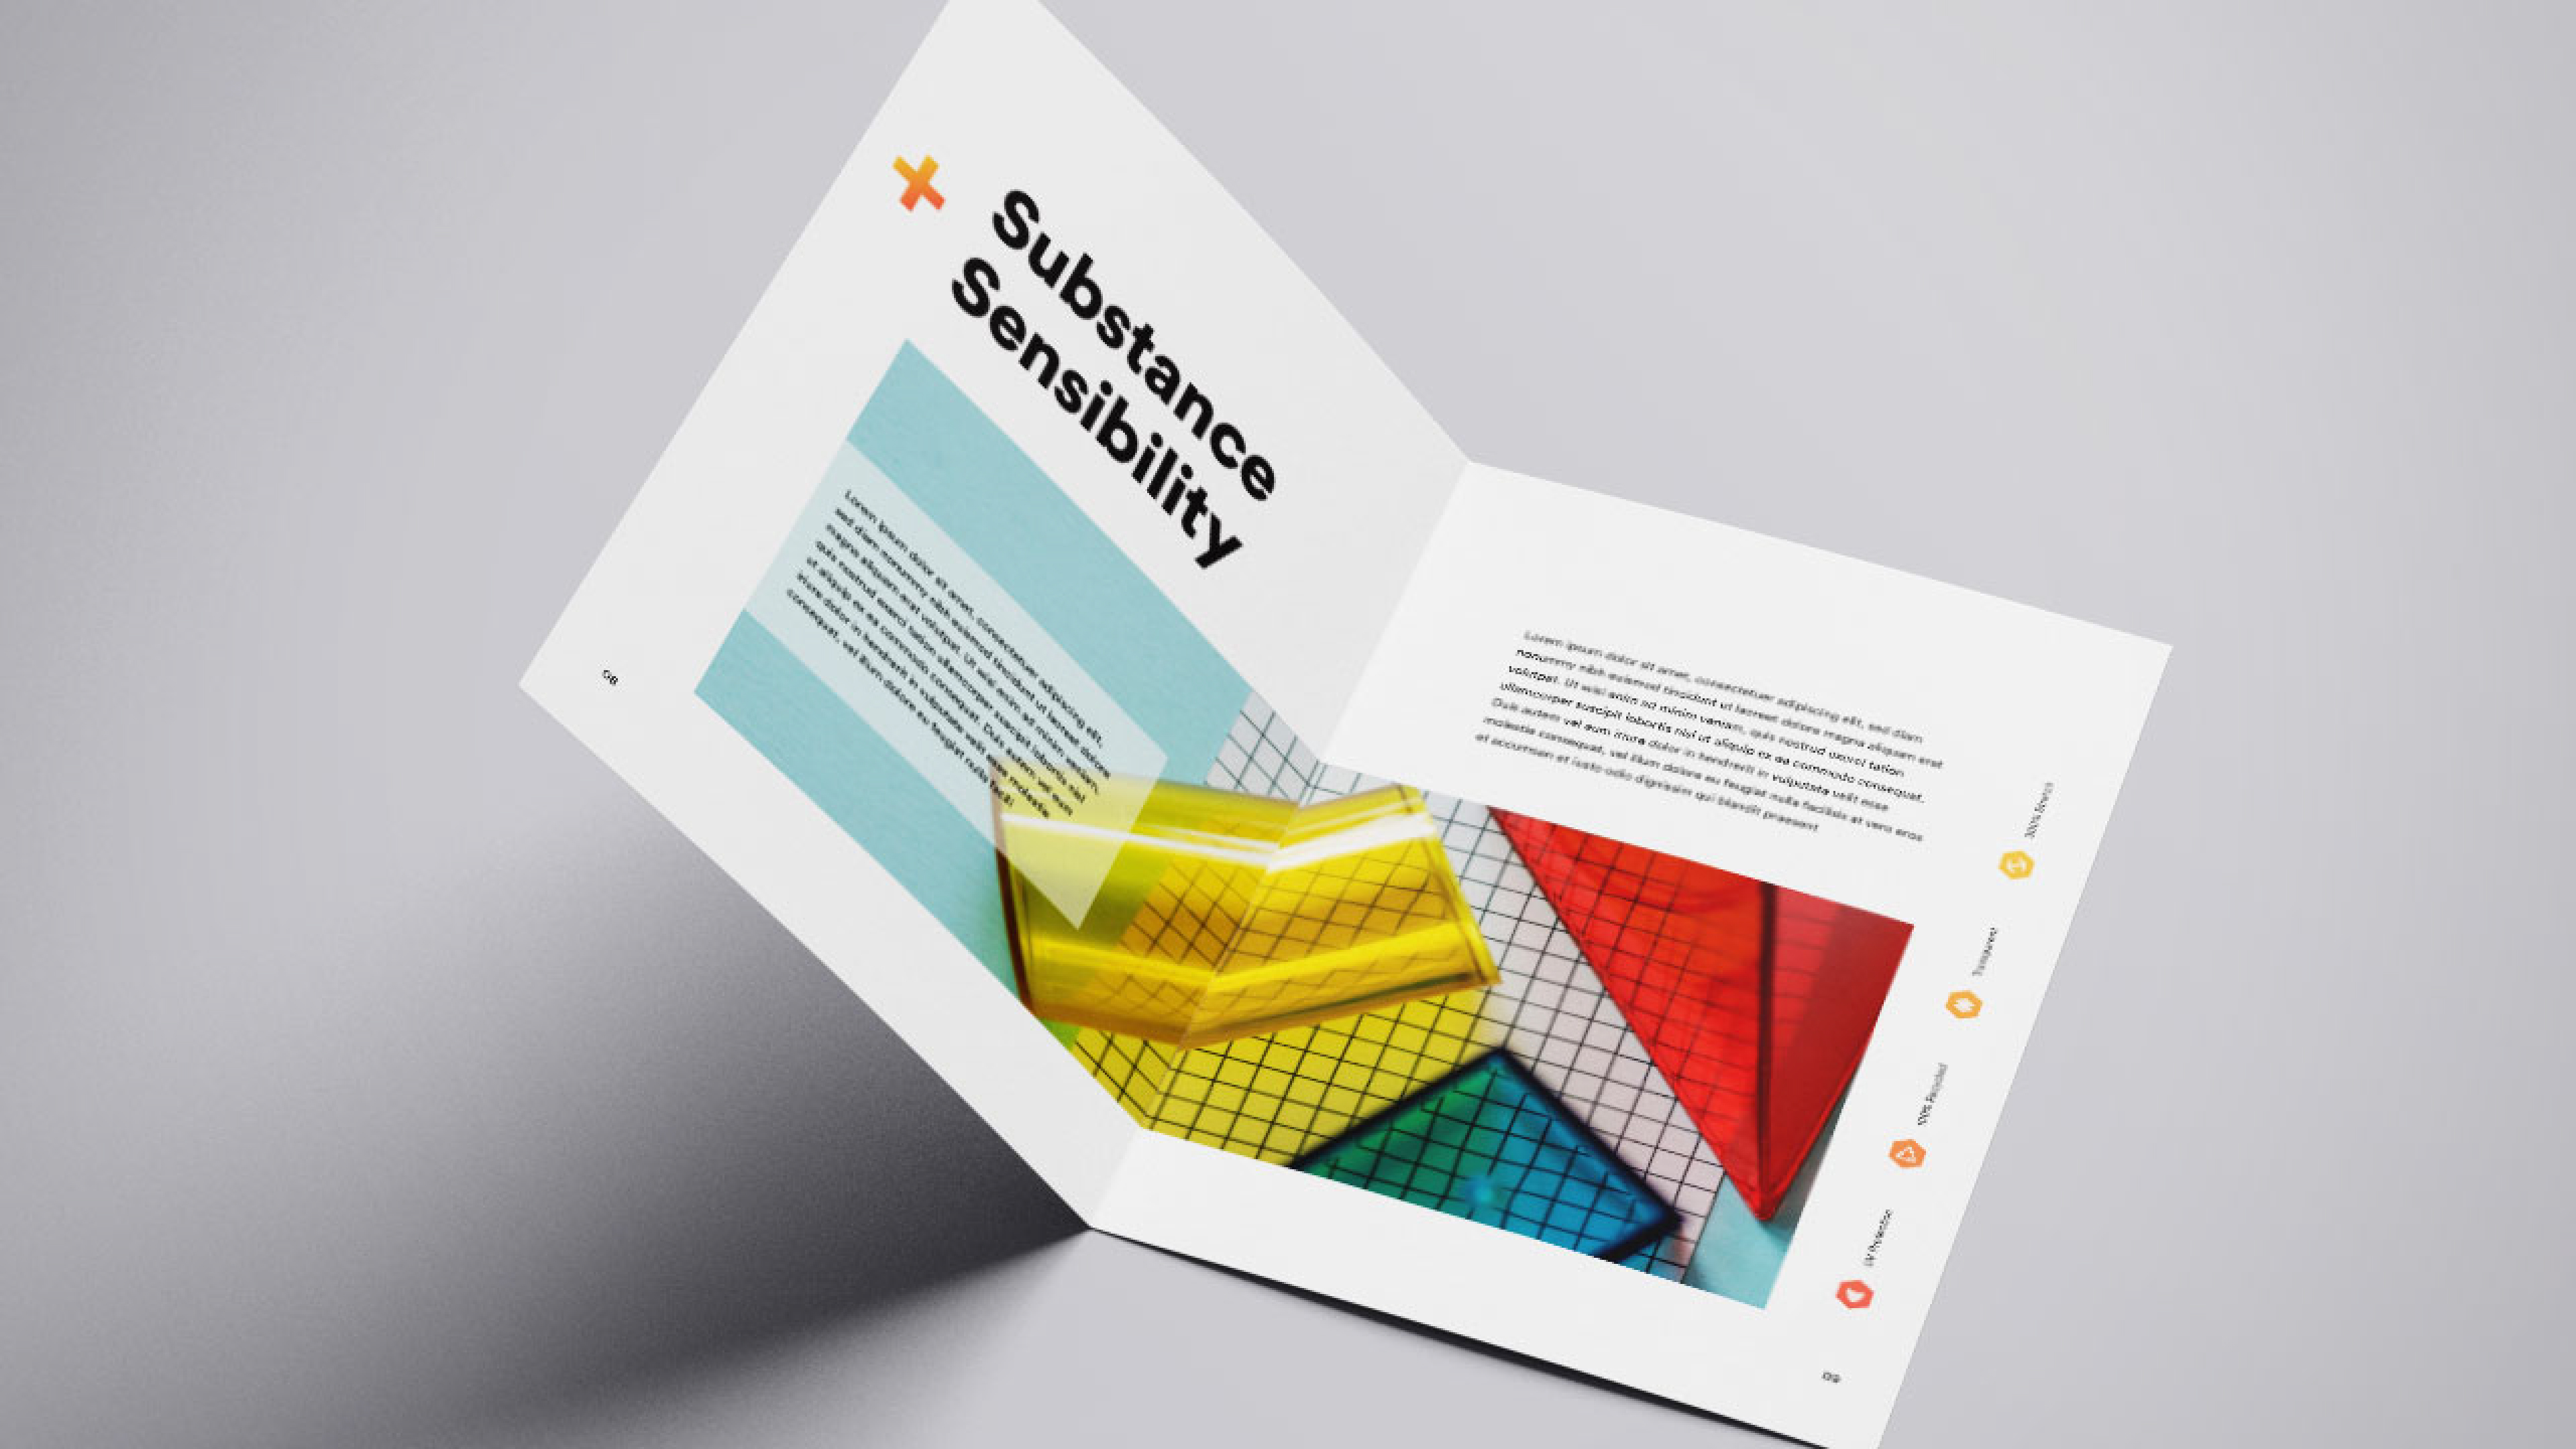 Substance
Sensibility
Lorem ipsum dolor sit amet, consectetuer adipiscing elit,
sed diam nonummy nibh euismod tincidunt ut laoreet dolore
magna aliquam erat volutpat. Ut wisi enim ad minim veniam,
quis nostrud exerci tation ullamcorper suscipit lobortis nisl
ut aliquip ex ea commodo consequat. Duis autem vel eum
iriure dolor in hendrerit in vulputate velit esse molestie
consequat, vel illum dolore eu feugiat nulla facili
08
Lorem ipsum dolor sit amet, consectetuer adipiscing elit, sed diam
nonummy nibh euismod tincidunt ut laoreet dolore magna aliquam erat
volutpat. Ut wisi enim ad minim veniam, quis nostrud exerci tation
ullamcorper suscipit lobortis nisl ut aliquip ex ea commodo consequat.
Duis autem vel eum iriure dolor in hendrerit in vulputate velit esse
molestie consequat, vel illum dolore eu feugiat nulla facilisis at vero eros
et accumsan et iusto odio dignissim qui blandit praesent
300% Stretch
Transparent
100% Recycled
UV
09